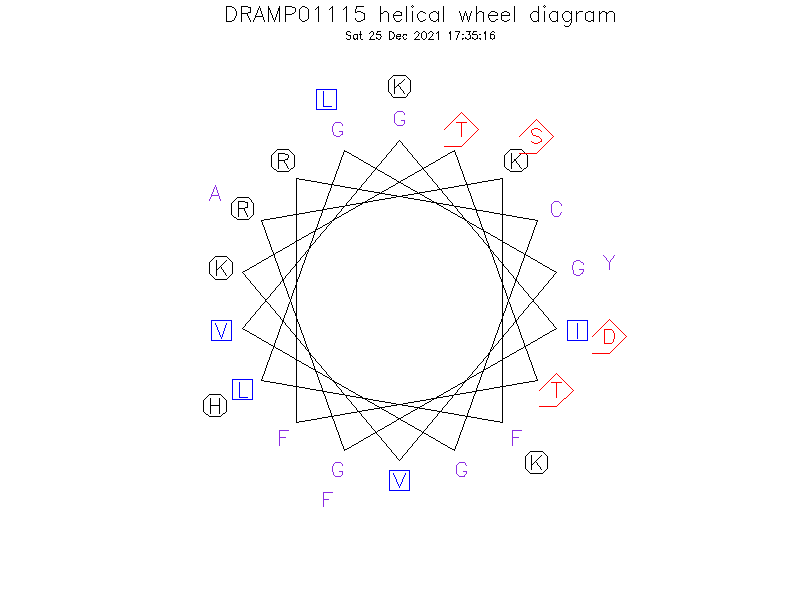 DRAMP01115 helical wheel diagram
Sat 25 Dec 2021 17:35:16
K
L
G
G
T
S
R
K
A
R
C
K
G
Y
V
I
D
L
T
H
F
F
G
G
K
V
F